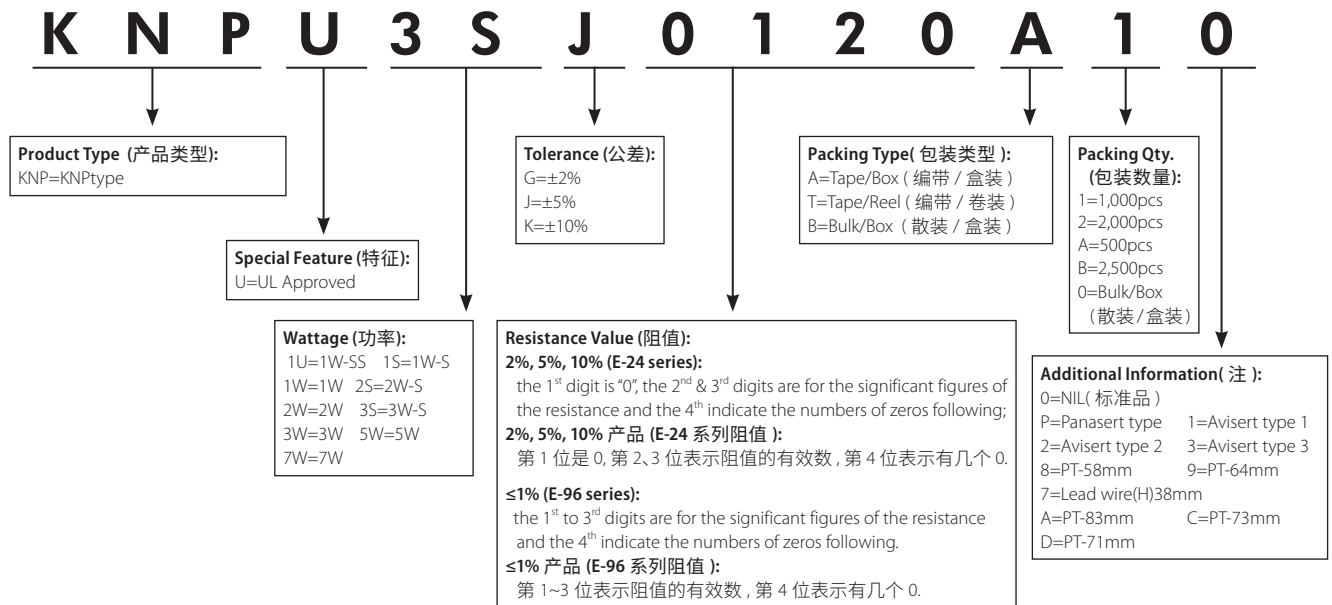 K N P U 3 S J 0 1 2 0 A 1 0
Product Type (产品类型):
KNP=KNPtype
Special Feature (特征):
U=UL Approved
Wattage (功率):
1U=1W-SS 1S=1W-S
1W=1W 2S=2W-S
2W=2W 3S=3W-S
3W=3W 5W=5W
7W=7W
Tolerance (公差):
G=±2%
J=±5%
K=±10%
Resistance Value (阻值):
2%, 5%, 10% (E-24 series):
the 1st digit is "0", the 2nd & 3rd digits are for the significant figures of
the resistance and the 4th indicate the numbers of zeros following;
2%, 5%, 10% 产品 (E-24 系列阻值 ):
第 1 位是 0, 第 2、3 位表示阻值的有效数 , 第 4 位表示有几个 0.
≤1% (E-96 series):
the 1st to 3rd digits are for the significant figures of the resistance
and the 4th indicate the numbers of zeros following.
≤1% 产品 (E-96 系列阻值 ):
第 1~3 位表示阻值的有效数 , 第 4 位表示有几个 0.
Packing Type( 包装类型 ):
A=Tape/Box ( 编带 / 盒装 )
T=Tape/Reel ( 编带 / 卷装 )
B=Bulk/Box ( 散装 / 盒装 )
Packing Qty.
(包装数量):
1=1,000pcs
2=2,000pcs
A=500pcs
B=2,500pcs
0=Bulk/Box
(散装/盒装)
Additional Information( 注 ):
0=NIL( 标准品 )
P=Panasert type 1=Avisert type 1
2=Avisert type 2 3=Avisert type 3
8=PT-58mm 9=PT-64mm
7=Lead wire(H)38mm
A=PT-83mm C=PT-73mm
D=PT-71mm